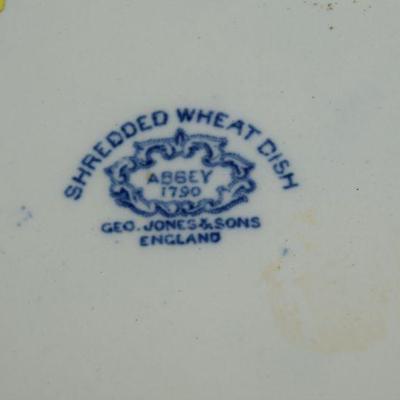 SHREDDED WHEAT DISH
ABBEY
1790
GEO. JONES & SONS
ENGLAND